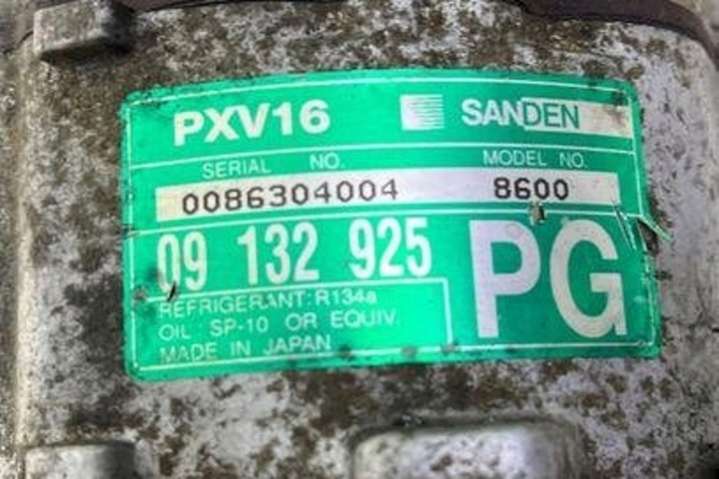 PXV16 SANDEN
SERIAL NO. MODEL NO.
0086304004 8600
09 132 925 PG
REFRIGERANT: R134a
OIL : SP-10 OR EQUIV.
MADE IN JAPAN